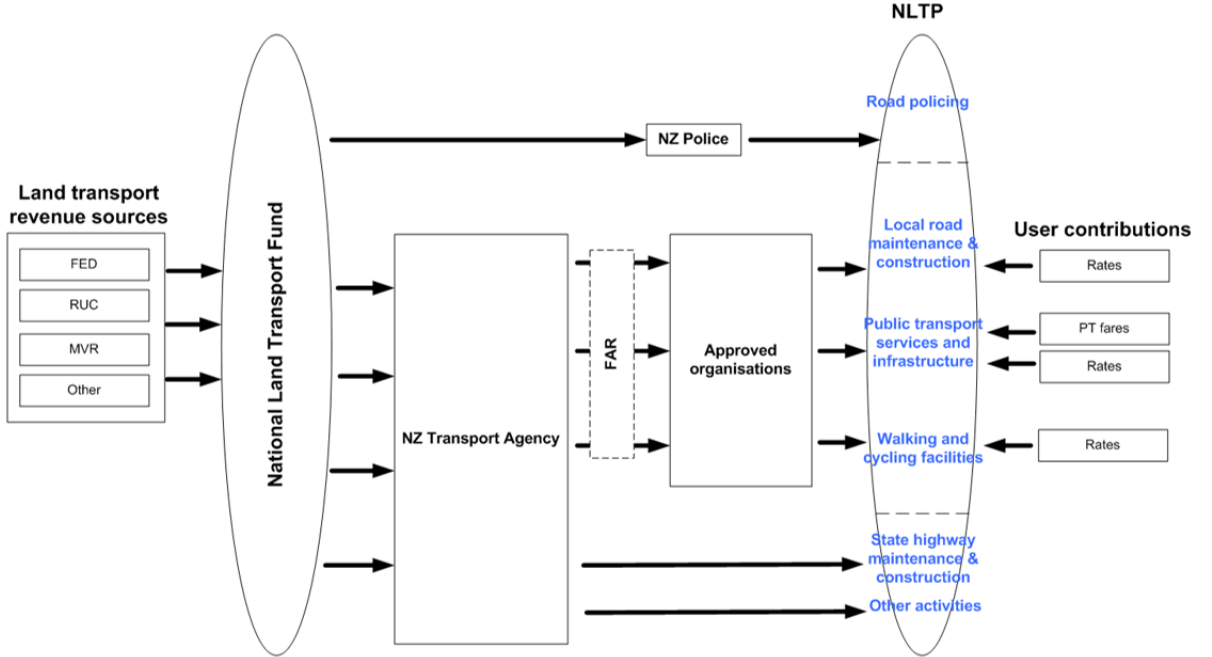 NLTP
Road policing
NZ Police
Land transport
revenue sources
FED
RUC
MVR
Other
National Land Transport Fund
NZ Transport Agency
FAR
Approved
organisations
Local road
maintenance &
construction
Public transport
services and
infrastructure
Walking and
cycling facilities
State highway
maintenance &
construction
Other activities
User contributions
Rates
PT fares
Rates
Rates